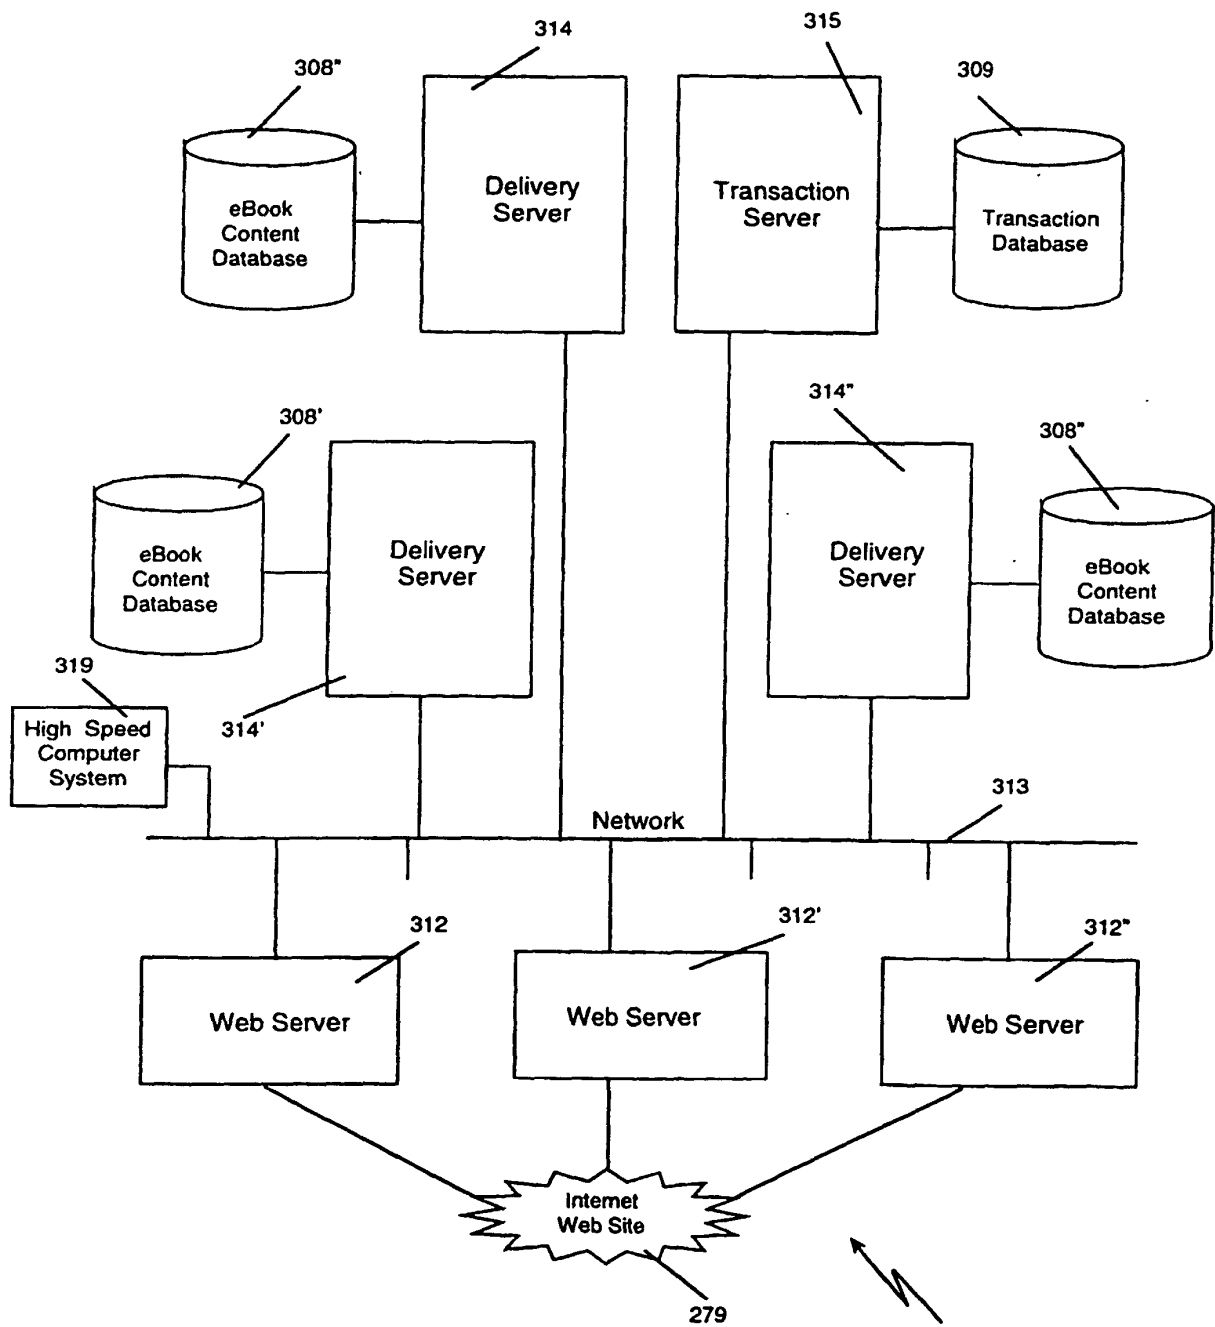 314
315
308"
309
eBook
Content
Database
Delivery
Server
Transaction
Server
Transaction
Database
314"
308'
308"
eBook
Content
Database
Delivery
Server
Delivery
Server
eBook
Content
Database
319
314'
High Speed
Computer
System
313
Network
312
312'
312"
Web Server
Web Server
Web Server
Internet
Web Site
279